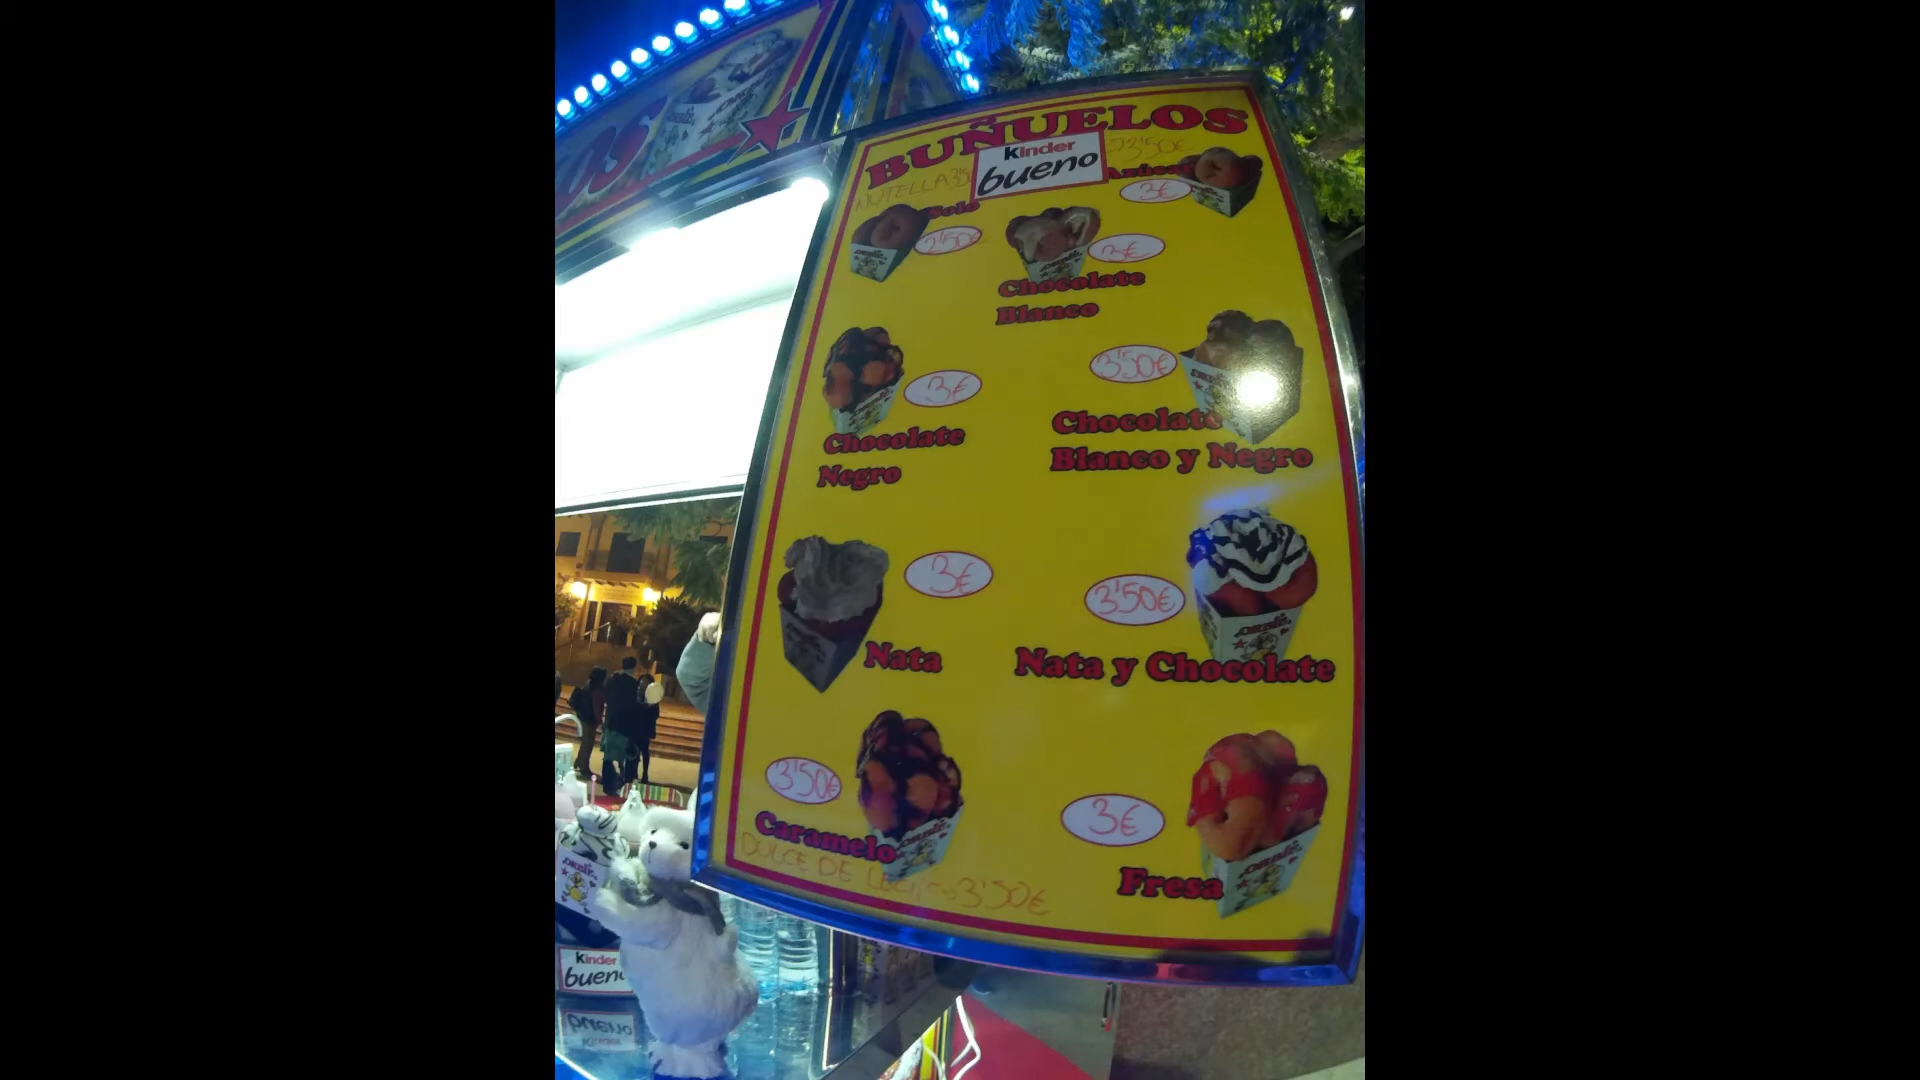 OS
BUÑUELOS
kinder
bueno
3'50€
NUTELLA
Azúcar
3€
Solo
2'50€
3€
Chocolate
Blanco
3€
Chocolate
Negro
3'50€
Chocolate
Blanco y Negro
3€
Nata
3'50€
Nata y Chocolate
3'50€
Caramelo
DULCE DE LECHE 3'50€
3€
Fresa
kinder
bueno